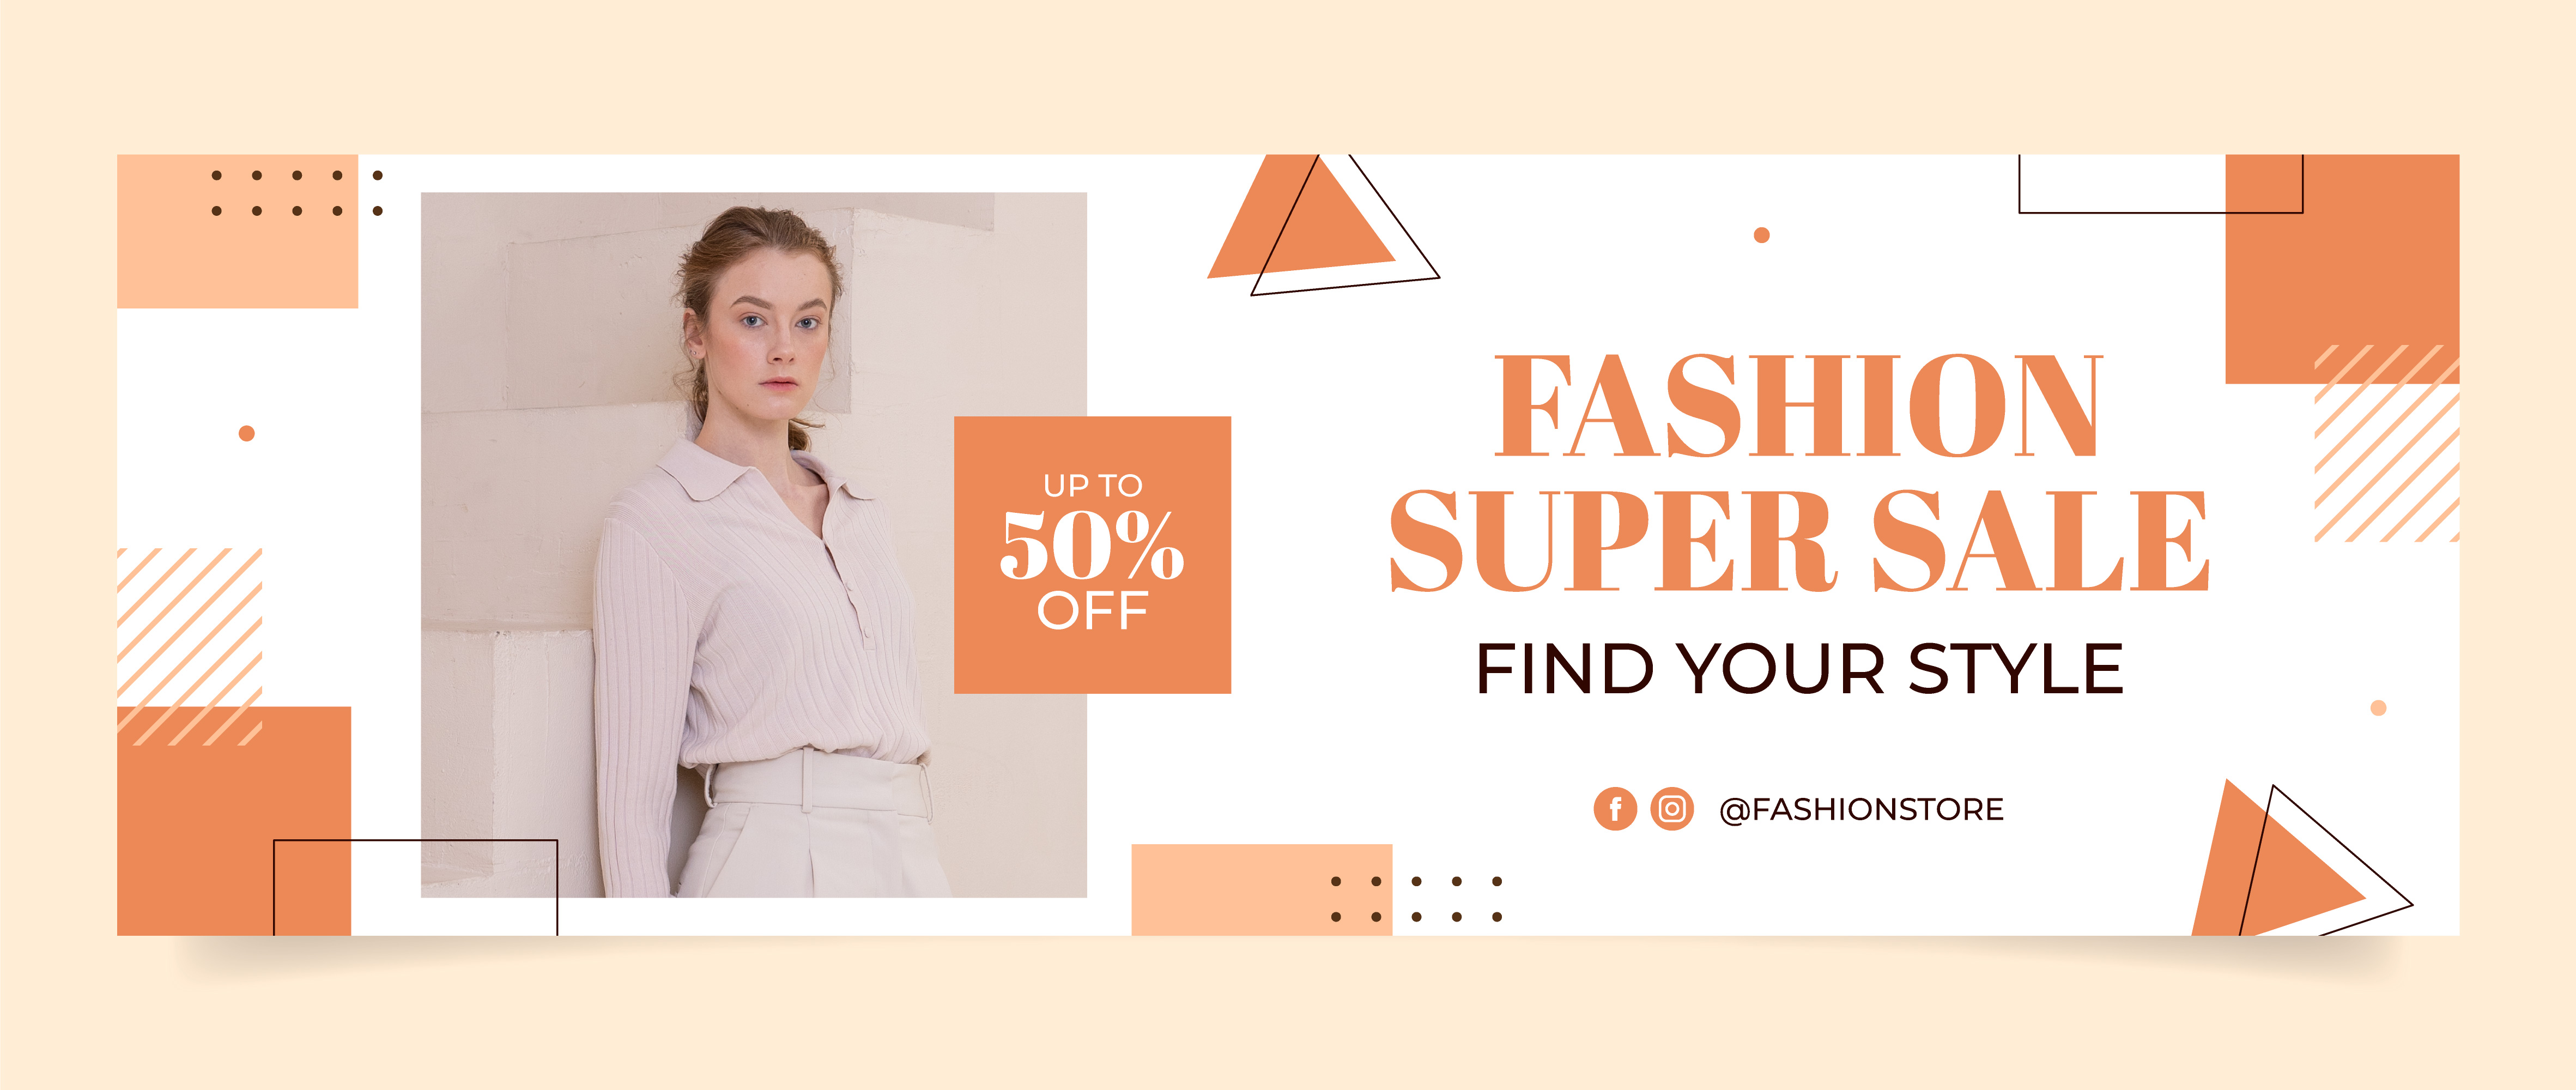 UP TO
50%
OFF
FASHION
SUPER SALE
FIND YOUR STYLE
f
@FASHIONSTORE